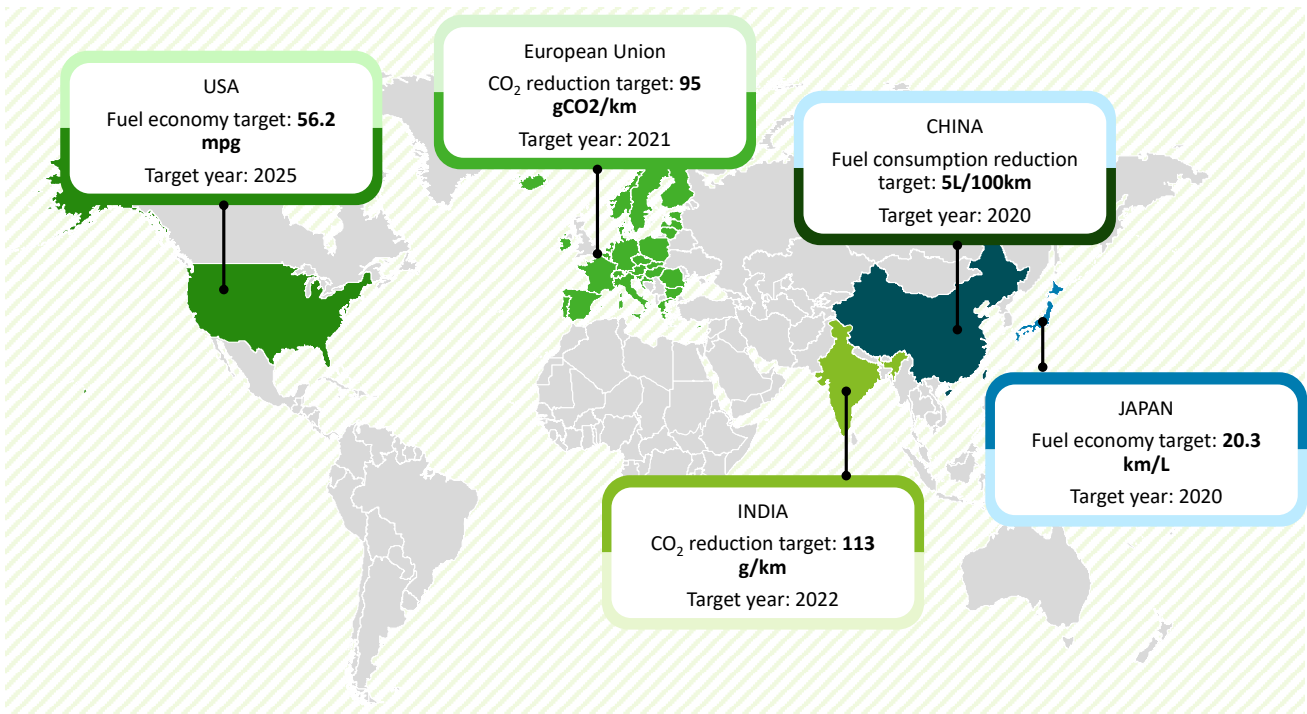 USA
Fuel economy target: 56.2
mpg
Target year: 2025
European Union
CO₂ reduction target: 95
gCO2/km
Target year: 2021
CHINA
Fuel consumption reduction
target: 5L/100km
Target year: 2020
JAPAN
Fuel economy target: 20.3
km/L
Target year: 2020
INDIA
CO₂ reduction target: 113
g/km
Target year: 2022